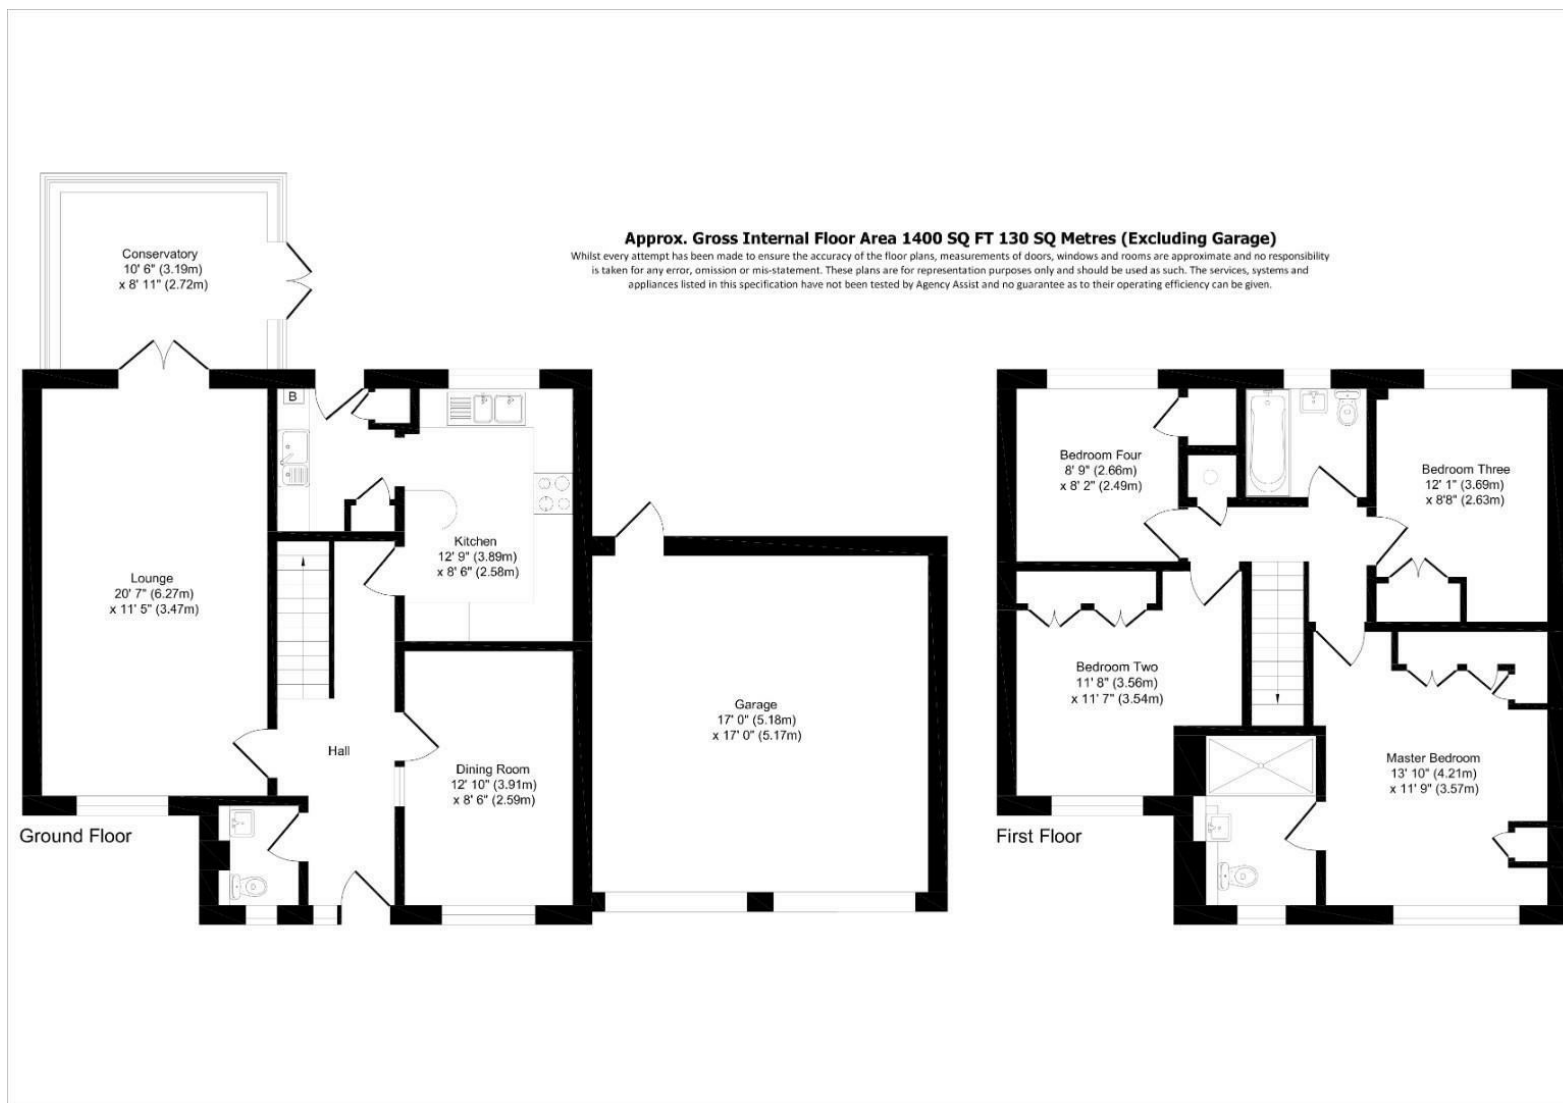 Approx. Gross Internal Floor Area 1400 SQ FT 130 SQ Metres (Excluding Garage)
Whilst every attempt has been made to ensure the accuracy of the floor plans, measurements of doors, windows and rooms are approximate and no responsibility
is taken for any error, omission or mis-statement. These plans are for representation purposes only and should be used as such. The services, systems and
appliances listed in this specification have not been tested by Agency Assist and no guarantee as to their operating efficiency can be given.
Conservatory
10' 6" (3.19m)
x 8' 11" (2.72m)
B
Kitchen
12' 9" (3.89m)
x 8' 6" (2.58m)
Lounge
20' 7" (6.27m)
x 11' 5" (3.47m)
Hall
Dining Room
12' 10" (3.91m)
x 8' 6" (2.59m)
Garage
17' 0" (5.18m)
x 17' 0" (5.17m)
Ground Floor
Bedroom Four
8' 9" (2.66m)
x 8' 2" (2.49m)
Bedroom Three
12' 1" (3.69m)
x 8'8" (2.63m)
Bedroom Two
11' 8" (3.56m)
x 11' 7" (3.54m)
Master Bedroom
13' 10" (4.21m)
x 11' 9" (3.57m)
First Floor